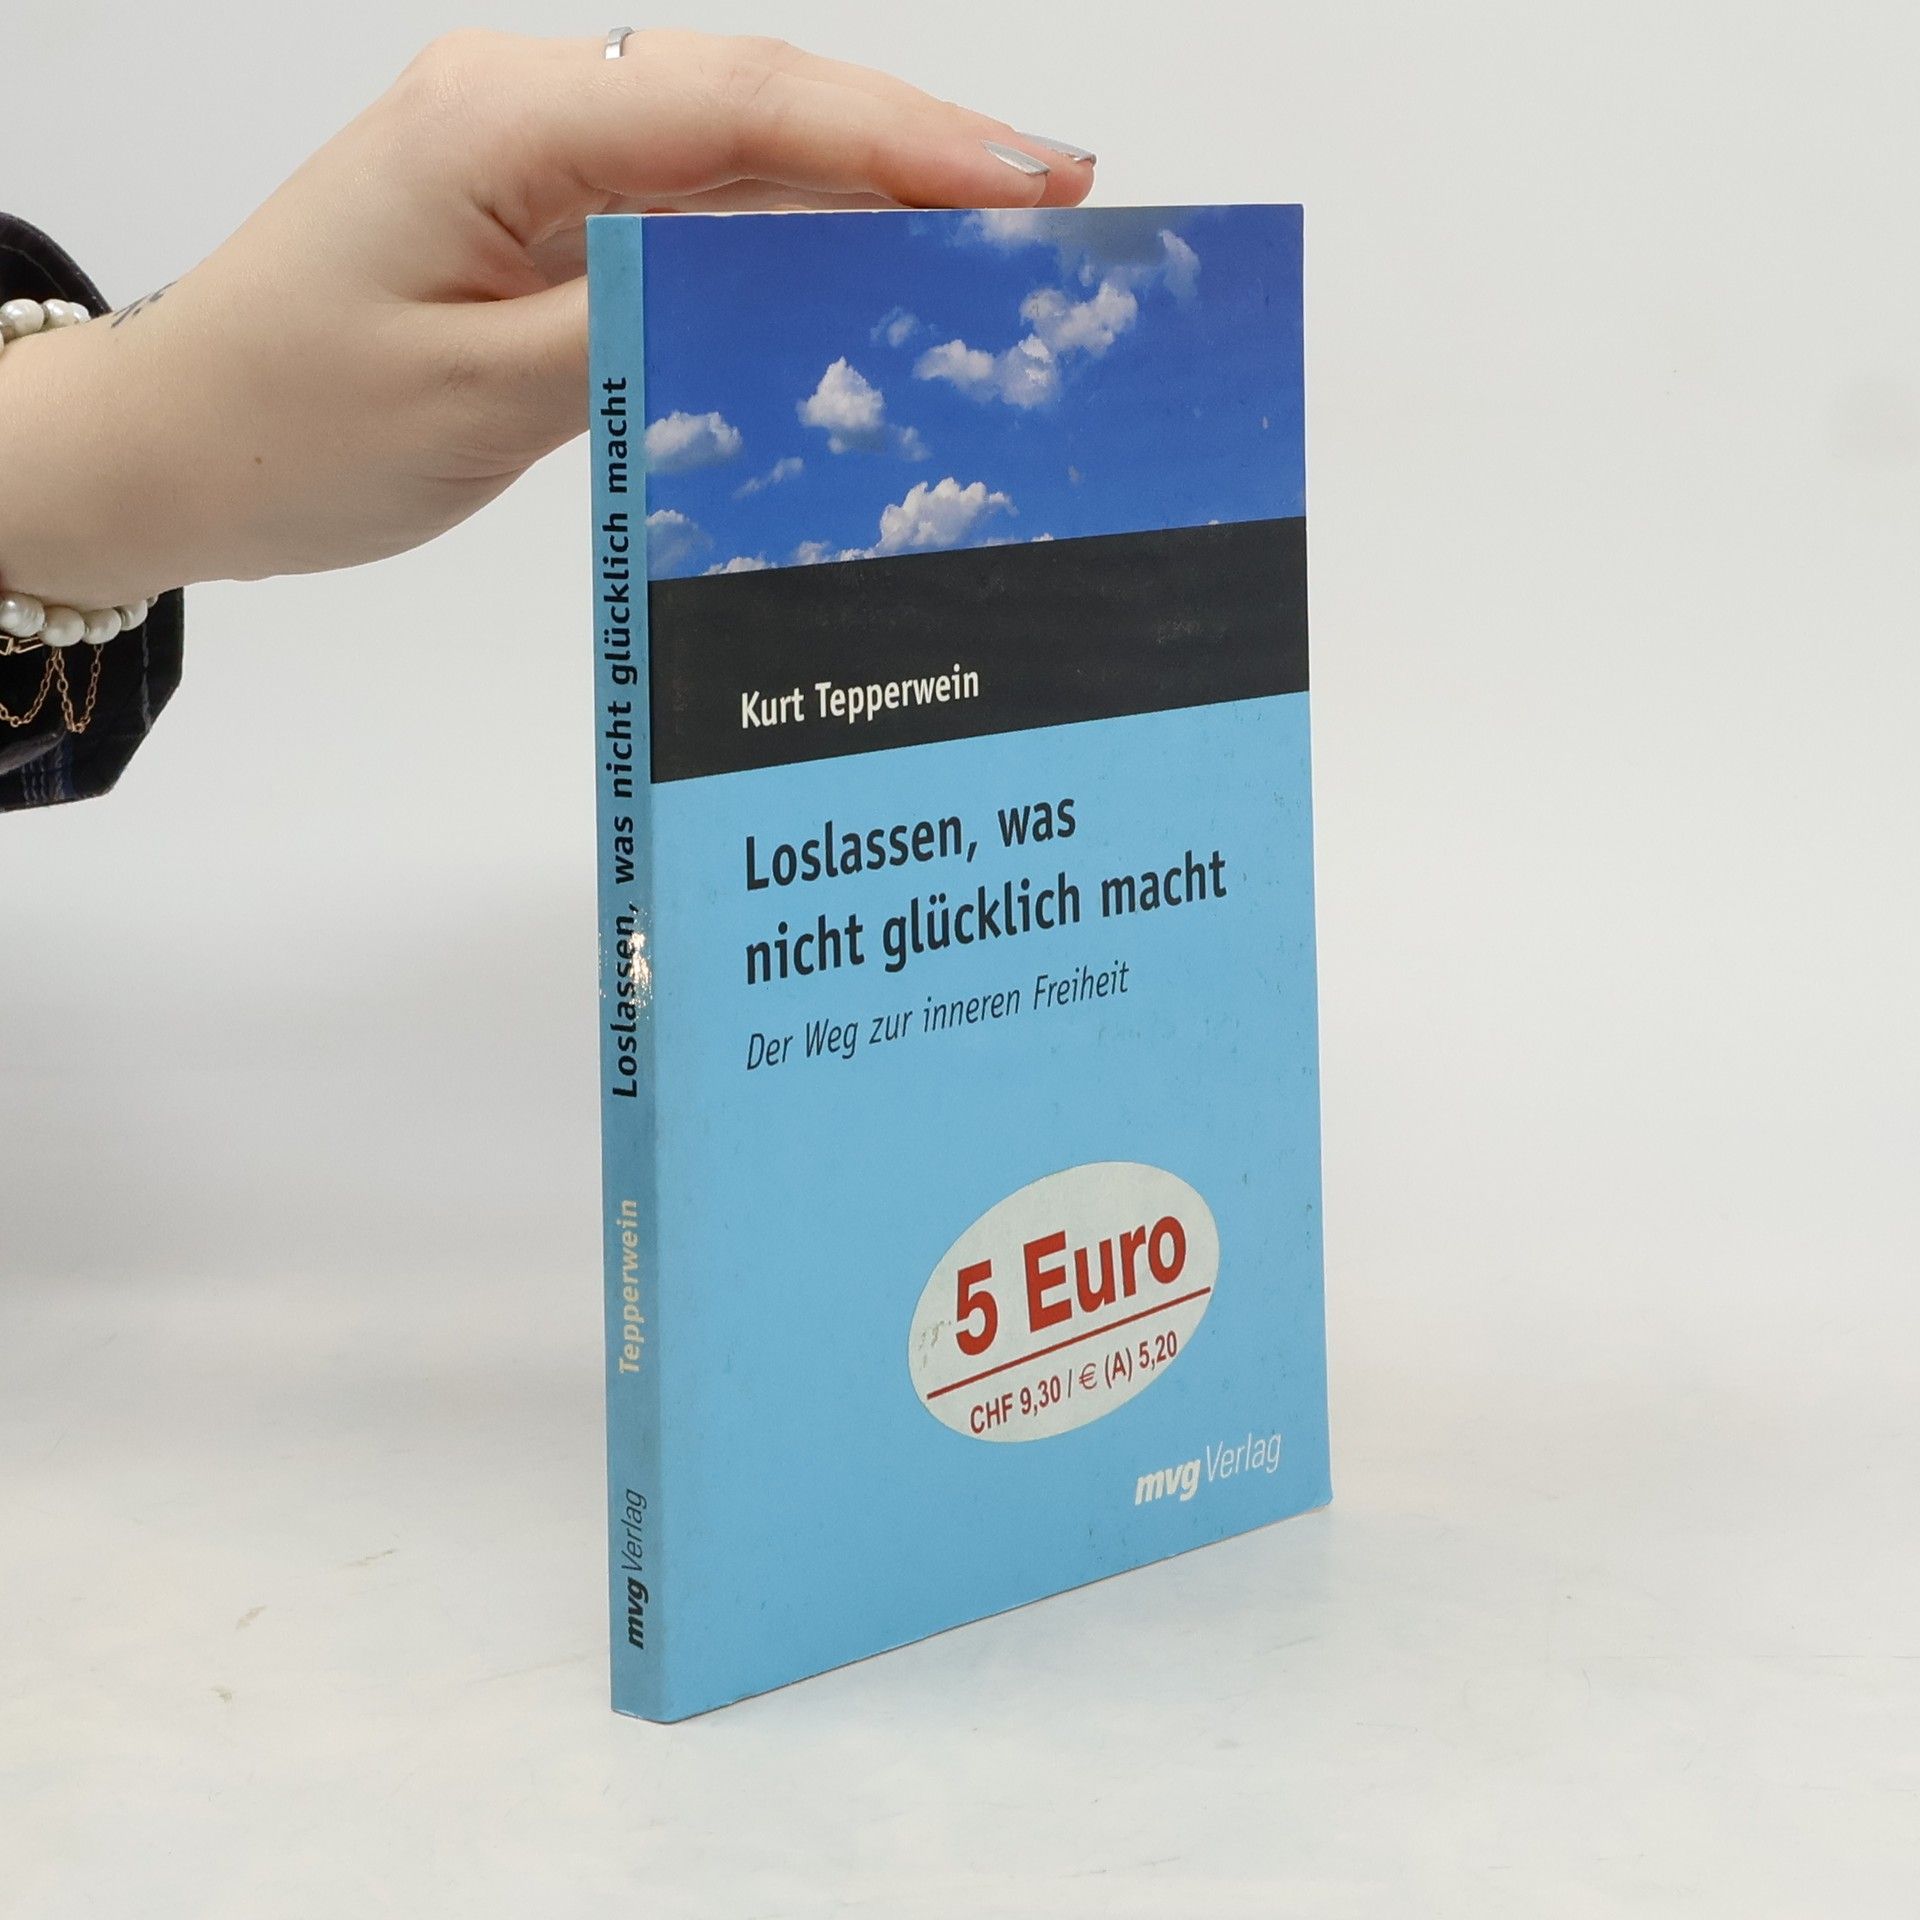 Loslassen, was nicht glücklich macht
Tepperwein
mvg Verlag
Kurt Tepperwein
Loslassen, was
nicht glücklich macht
Der Weg zur inneren Freiheit
5 Euro
CHF 9,30 / € (A) 5,20
mvg Verlag